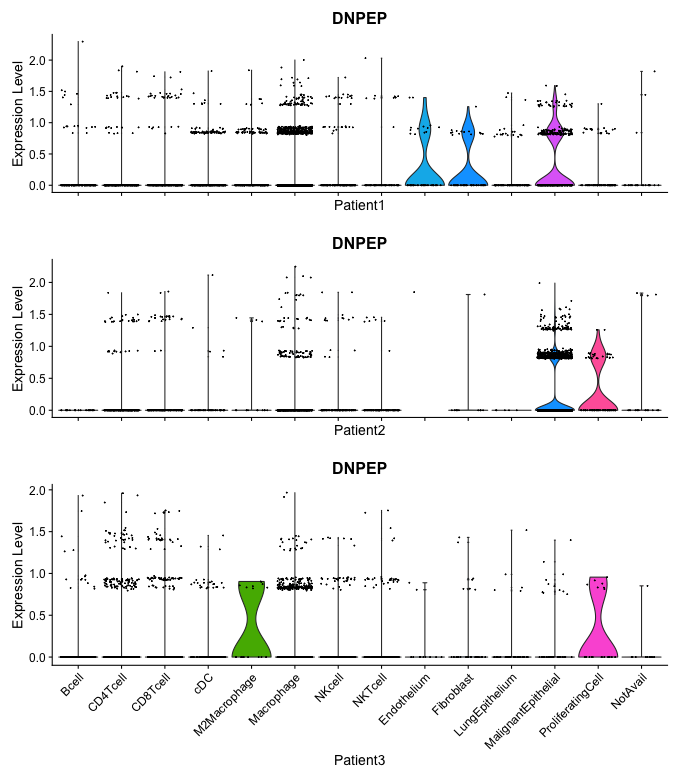 DNPEP
Expression Level
2.0
1.5
1.0
0.5
0.0
Patient1
DNPEP
Expression Level
2.0
1.5
1.0
0.5
0.0
Patient2
DNPEP
Expression Level
2.0
1.5
1.0
0.5
0.0
Bcell
CD4Tcell
CD8Tcell
cDC
M2Macrophage
Macrophage
NKcell
NKTcell
Endothelium
Fibroblast
LungEpithelium
MalignantEpithelial
ProliferatingCell
NotAvail
Patient3